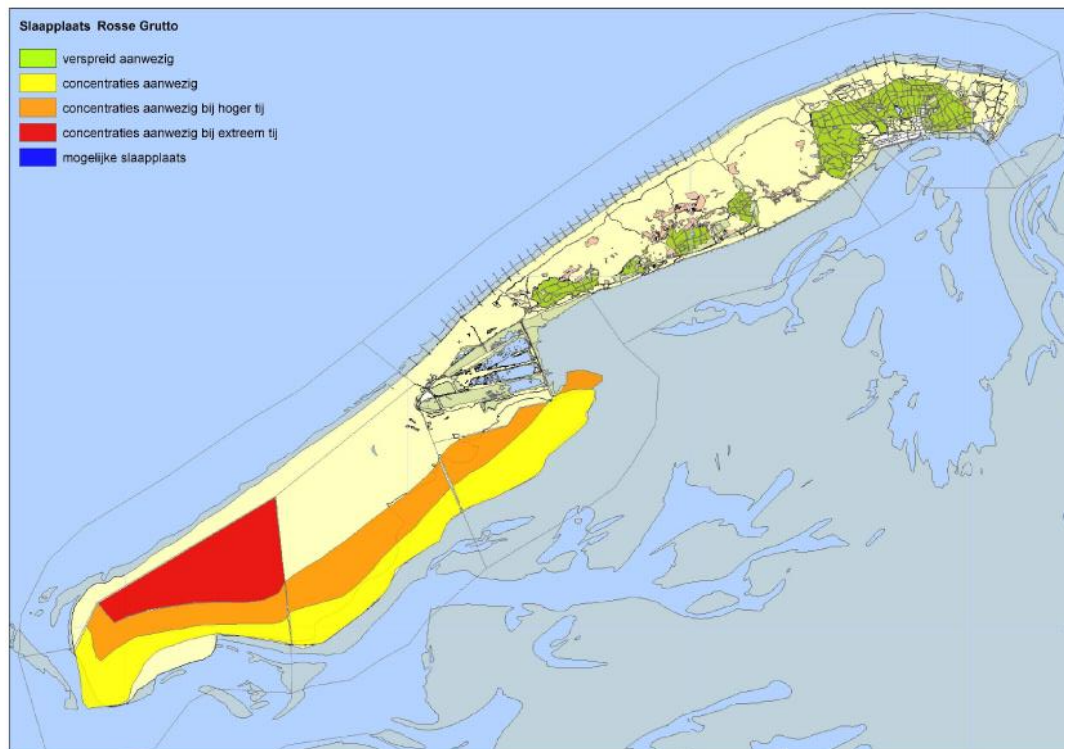 Slaapplaats Rosse Grutto
verspreid aanwezig
concentraties aanwezig
concentraties aanwezig bij hoger tij
concentraties aanwezig bij extreem tij
mogelijke slaapplaats